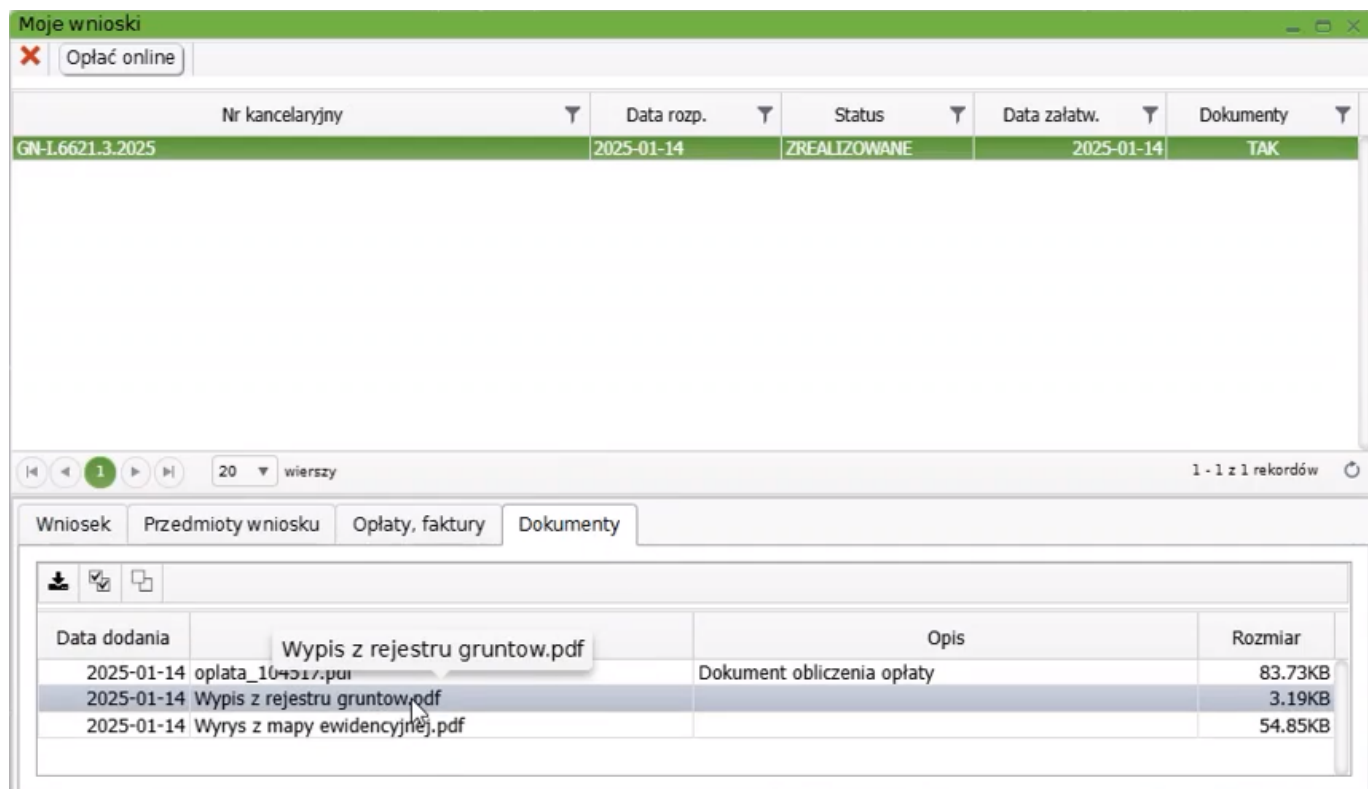 Moje wnioski
Opłać online
Nr kancelaryjny Data rozp. Status Data załatw. Dokumenty
GN-I.6621.3.2025 2025-01-14 ZREALIZOWANE 2025-01-14 TAK
1 20 wierszy 1 - 1 z 1 rekordów
Wniosek Przedmioty wniosku Opłaty, faktury Dokumenty
Data dodania Opis Rozmiar
Wypis z rejestru gruntow.pdf
2025-01-14 oplata_104517.pdf Dokument obliczenia opłaty 83.73KB
2025-01-14 Wypis z rejestru gruntow.pdf 3.19KB
2025-01-14 Wyrys z mapy ewidencyjnej.pdf 54.85KB